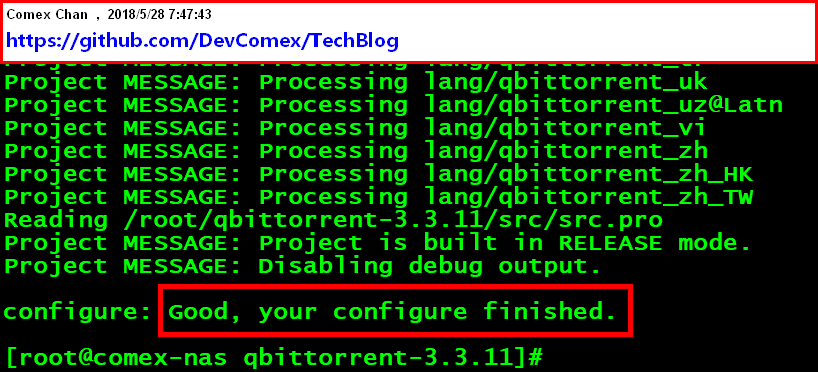 Comex Chan , 2018/5/28 7:47:43
https://github.com/DevComex/TechBlog
Project MESSAGE: Processing lang/qbittorrent_uk
Project MESSAGE: Processing lang/qbittorrent_uz@Latn
Project MESSAGE: Processing lang/qbittorrent_vi
Project MESSAGE: Processing lang/qbittorrent_zh
Project MESSAGE: Processing lang/qbittorrent_zh_HK
Project MESSAGE: Processing lang/qbittorrent_zh_TW
Reading /root/qbittorrent-3.3.11/src/src.pro
Project MESSAGE: Project is built in RELEASE mode.
Project MESSAGE: Disabling debug output.
configure: Good, your configure finished.
[root@comex-nas qbittorrent-3.3.11]#